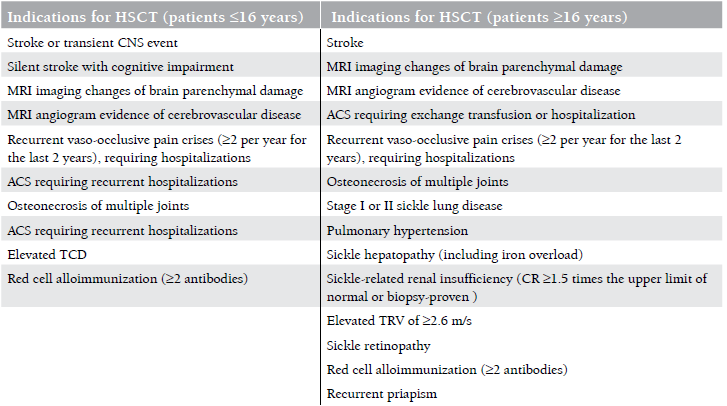 Indications for HSCT (patients ≤16 years)
Indications for HSCT (patients ≥16 years)
Stroke or transient CNS event
Stroke
Silent stroke with cognitive impairment
MRI imaging changes of brain parenchymal damage
MRI imaging changes of brain parenchymal damage
MRI angiogram evidence of cerebrovascular disease
MRI angiogram evidence of cerebrovascular disease
ACS requiring exchange transfusion or hospitalization
Recurrent vaso-occlusive pain crises (≥2 per year for
the last 2 years), requiring hospitalizations
Recurrent vaso-occlusive pain crises (≥2 per year for the last 2
years), requiring hospitalizations
ACS requiring recurrent hospitalizations
Osteonecrosis of multiple joints
Osteonecrosis of multiple joints
Stage I or II sickle lung disease
ACS requiring recurrent hospitalizations
Pulmonary hypertension
Elevated TCD
Sickle hepatopathy (including iron overload)
Red cell alloimmunization (≥2 antibodies)
Sickle-related renal insufficiency (CR ≥1.5 times the upper limit of
normal or biopsy-proven )
Elevated TRV of ≥2.6 m/s
Sickle retinopathy
Red cell alloimmunization (≥2 antibodies)
Recurrent priapism